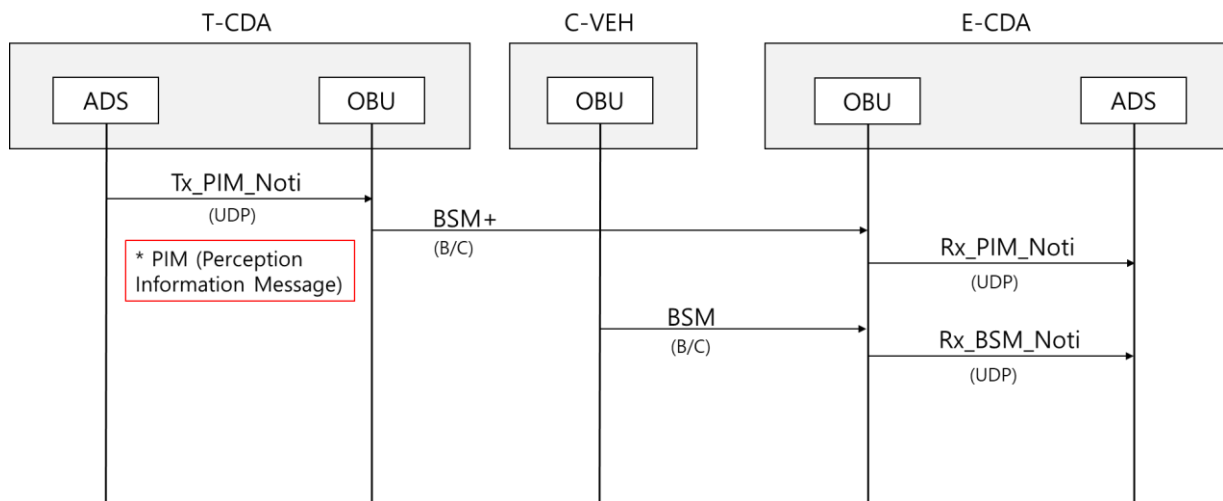 T-CDA
C-VEH
E-CDA
ADS
OBU
OBU
OBU
ADS
Tx_PIM_Noti
(UDP)
BSM+
(B/C)
* PIM (Perception
Information Message)
Rx_PIM_Noti
(UDP)
BSM
(B/C)
Rx_BSM_Noti
(UDP)